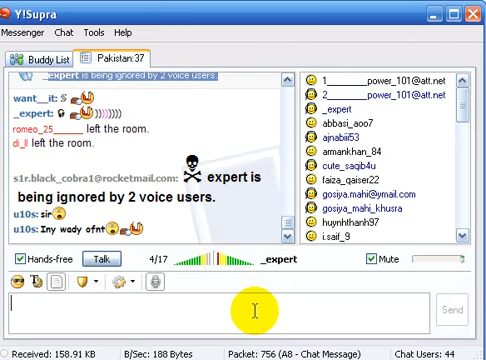 Y!Supra
Messenger Chat Tools Help
Buddy List Pakistan:37
_expert is being ignored by 2 voice users.
want__it:
_expert: ))))))))
romeo_25______ left the room.
di_ll left the room.
s1r.black_cobra1@rocketmail.com: expert is
being ignored by 2 voice users.
u10s: sir
u10s: Iny wady ofnt
1________power_101@att.net
2________power_101@att.net
_expert
abbasi_aoo7
ajnabiii53
armankhan_84
cute_saqib4u
faiza_qaiser22
gosiya.mahi@ymail.com
gosiya_mahi_khusra
huynhthanh97
i.saif_9
Hands-free Talk 4/17 _expert Mute
Send
Received: 158.91 KB B/Sec: 188 Bytes Packet: 756 (A8 - Chat Message) Chat Users: 44